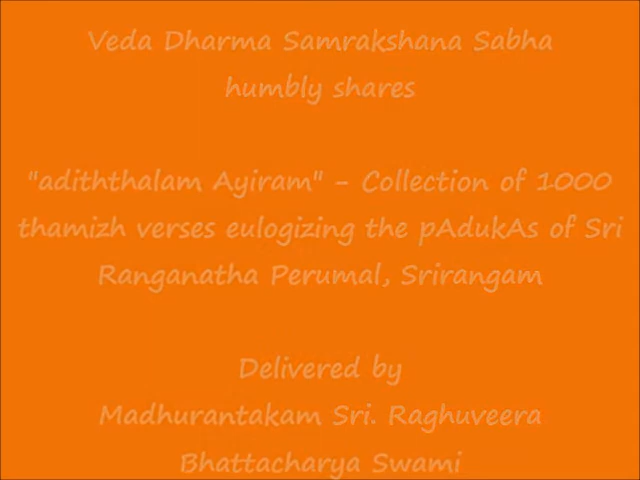 Veda Dharma Samrakshana Sabha
humbly shares
"adiththalam Ayiram" - Collection of 1000
thamizh verses eulogizing the pAdukAs of Sri
Ranganatha Perumal, Srirangam
Delivered by
Madhurantakam Sri. Raghuveera
Bhattacharya Swami